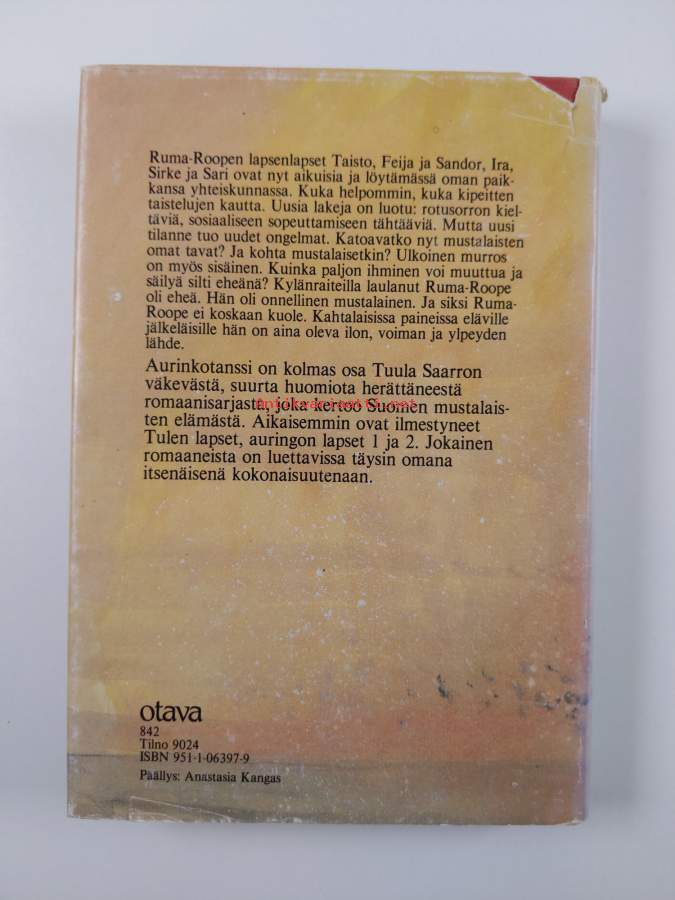 Ruma-Roopen lapsenlapset Taisto, Feija ja Sandor, Ira,
Sirke ja Sari ovat nyt aikuisia ja löytämässä oman paik-
kansa yhteiskunnassa. Kuka helpommin, kuka kipeitten
taistelujen kautta. Uusia lakeja on luotu: rotusorron kiel-
täviä, sosiaaliseen sopeuttamiseen tähtääviä. Mutta uusi
tilanne tuo uudet ongelmat. Katoavatko nyt mustalaisten
omat tavat? Ja kohta mustalaisetkin? Ulkoinen murros
on myös sisäinen. Kuinka paljon ihminen voi muuttua ja
säilyä silti eheänä? Kylänraiteilla laulanut Ruma-Roope
oli eheä. Hän oli onnellinen mustalainen. Ja siksi Ruma-
Roope ei koskaan kuole. Kahtalaisissa paineissa eläville
jälkeläisille hän on aina oleva ilon, voiman ja ylpeyden
lähde.
Aurinkotanssi on kolmas osa Tuula Saarron
väkevästä, suurta huomiota herättäneestä
romaanisarjasta, joka kertoo Suomen mustalais-
ten elämästä. Aikaisemmin ovat ilmestyneet
Tulen lapset, auringon lapset 1 ja 2. Jokainen
romaaneista on luettavissa täysin omana
itsenäisenä kokonaisuutenaan.
antikvariaatti.net
otava
842
Tilno 9024
ISBN 951-1-06397-9
Päällys: Anastasia Kangas